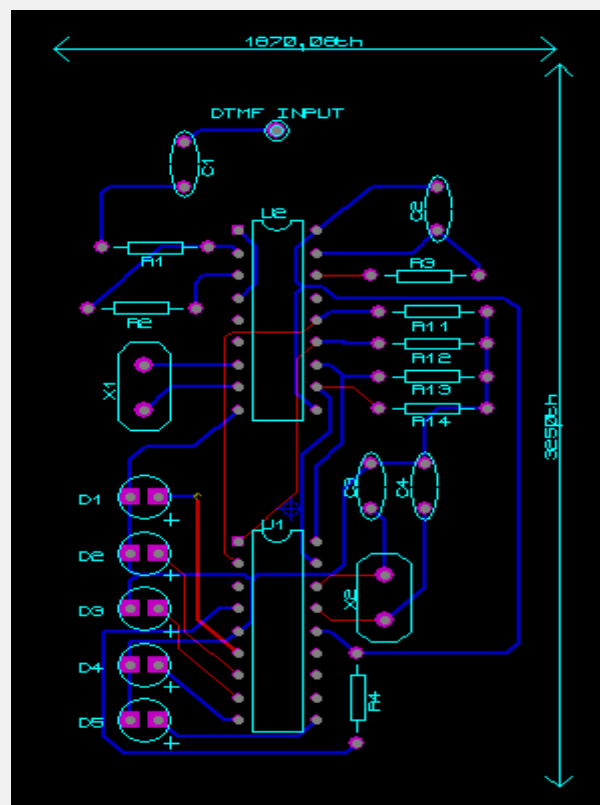 1870,08th
DTMF INPUT
C1
U2
C2
R1
R3
R2
R11
R12
X1
R13
R14
3250th
C3
C4
D1
U1
D2
X2
D3
D4
R4
D5